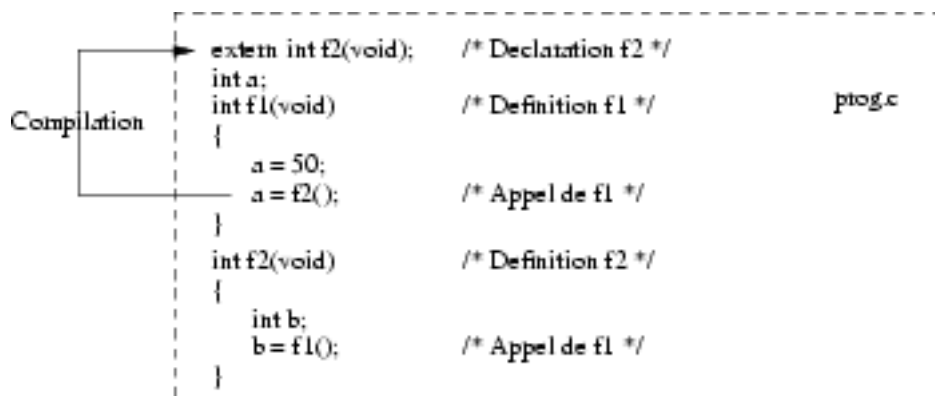 extern int f2(void); /* Declaration f2 */
int a;
int f1(void) /* Definition f1 */
prog.c
Compilation
{
a = 50;
a = f2(); /* Appel de f1 */
}
int f2(void) /* Definition f2 */
{
int b;
b = f1(); /* Appel de f1 */
}